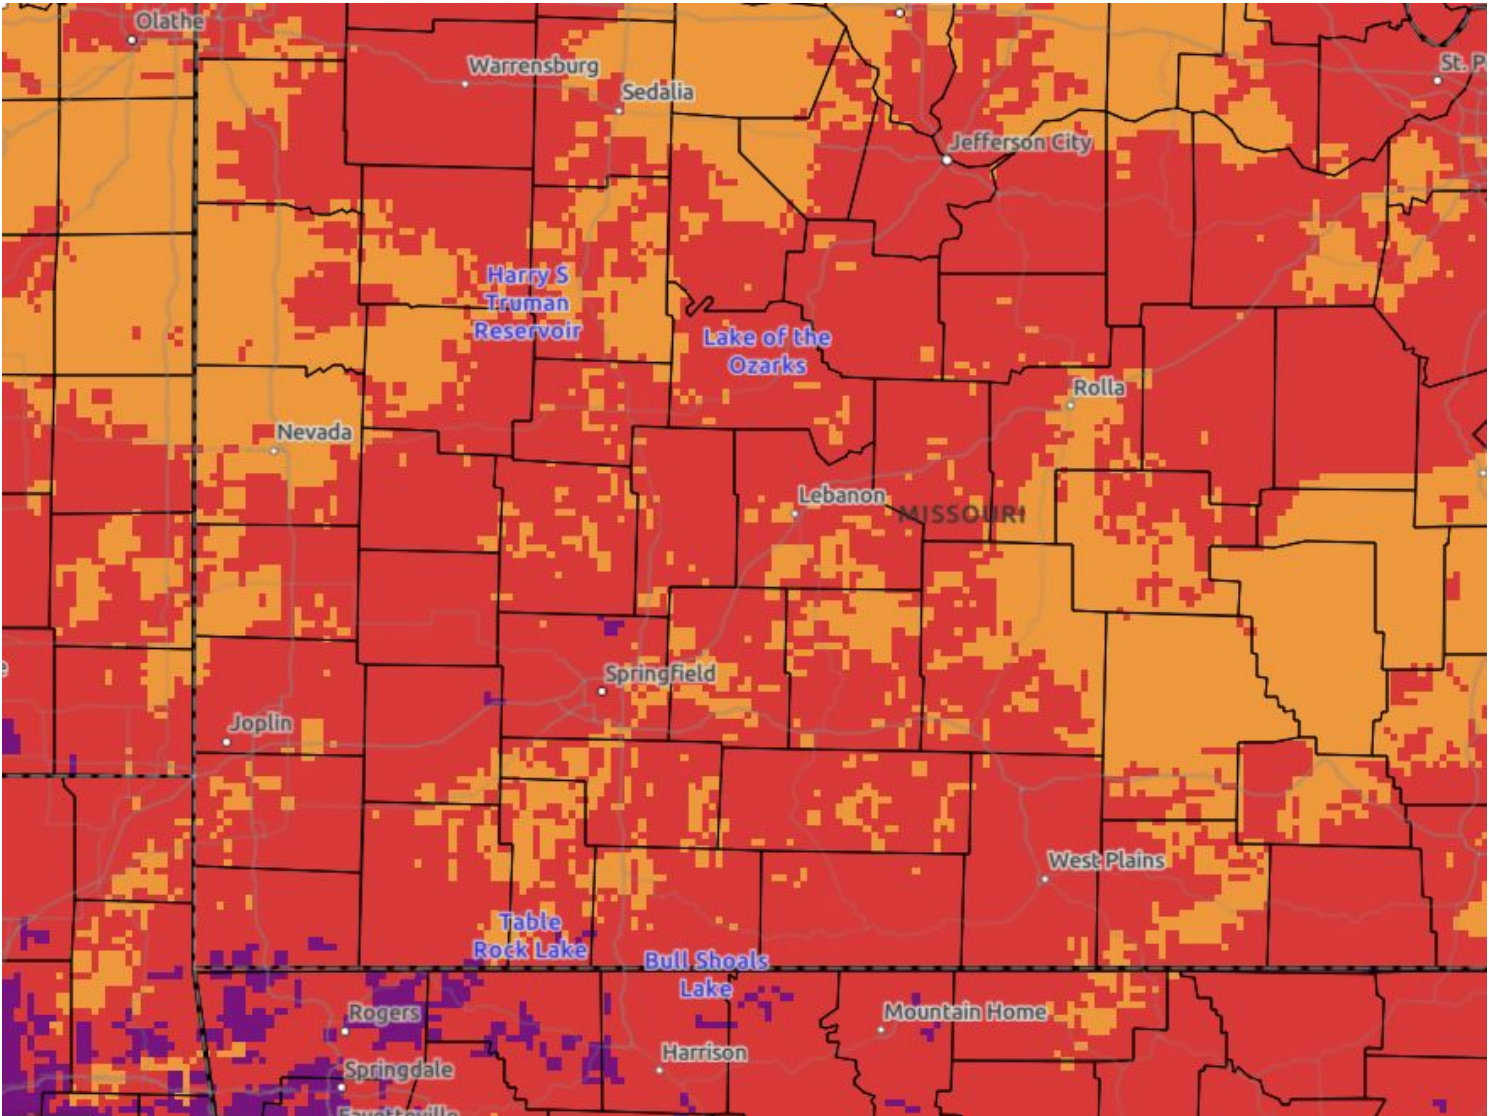 Olathe
Warrensburg
Sedalia
St. P
Jefferson City
Harry S
Truman
Reservoir
Lake of the
Ozarks
Rolla
Nevada
Lebanon
MISSOURI
Springfield
e
Joplin
West Plains
Table
Rock Lake
Bull Shoals
Lake
Rogers
Mountain Home
Harrison
Springdale
Fayetteville